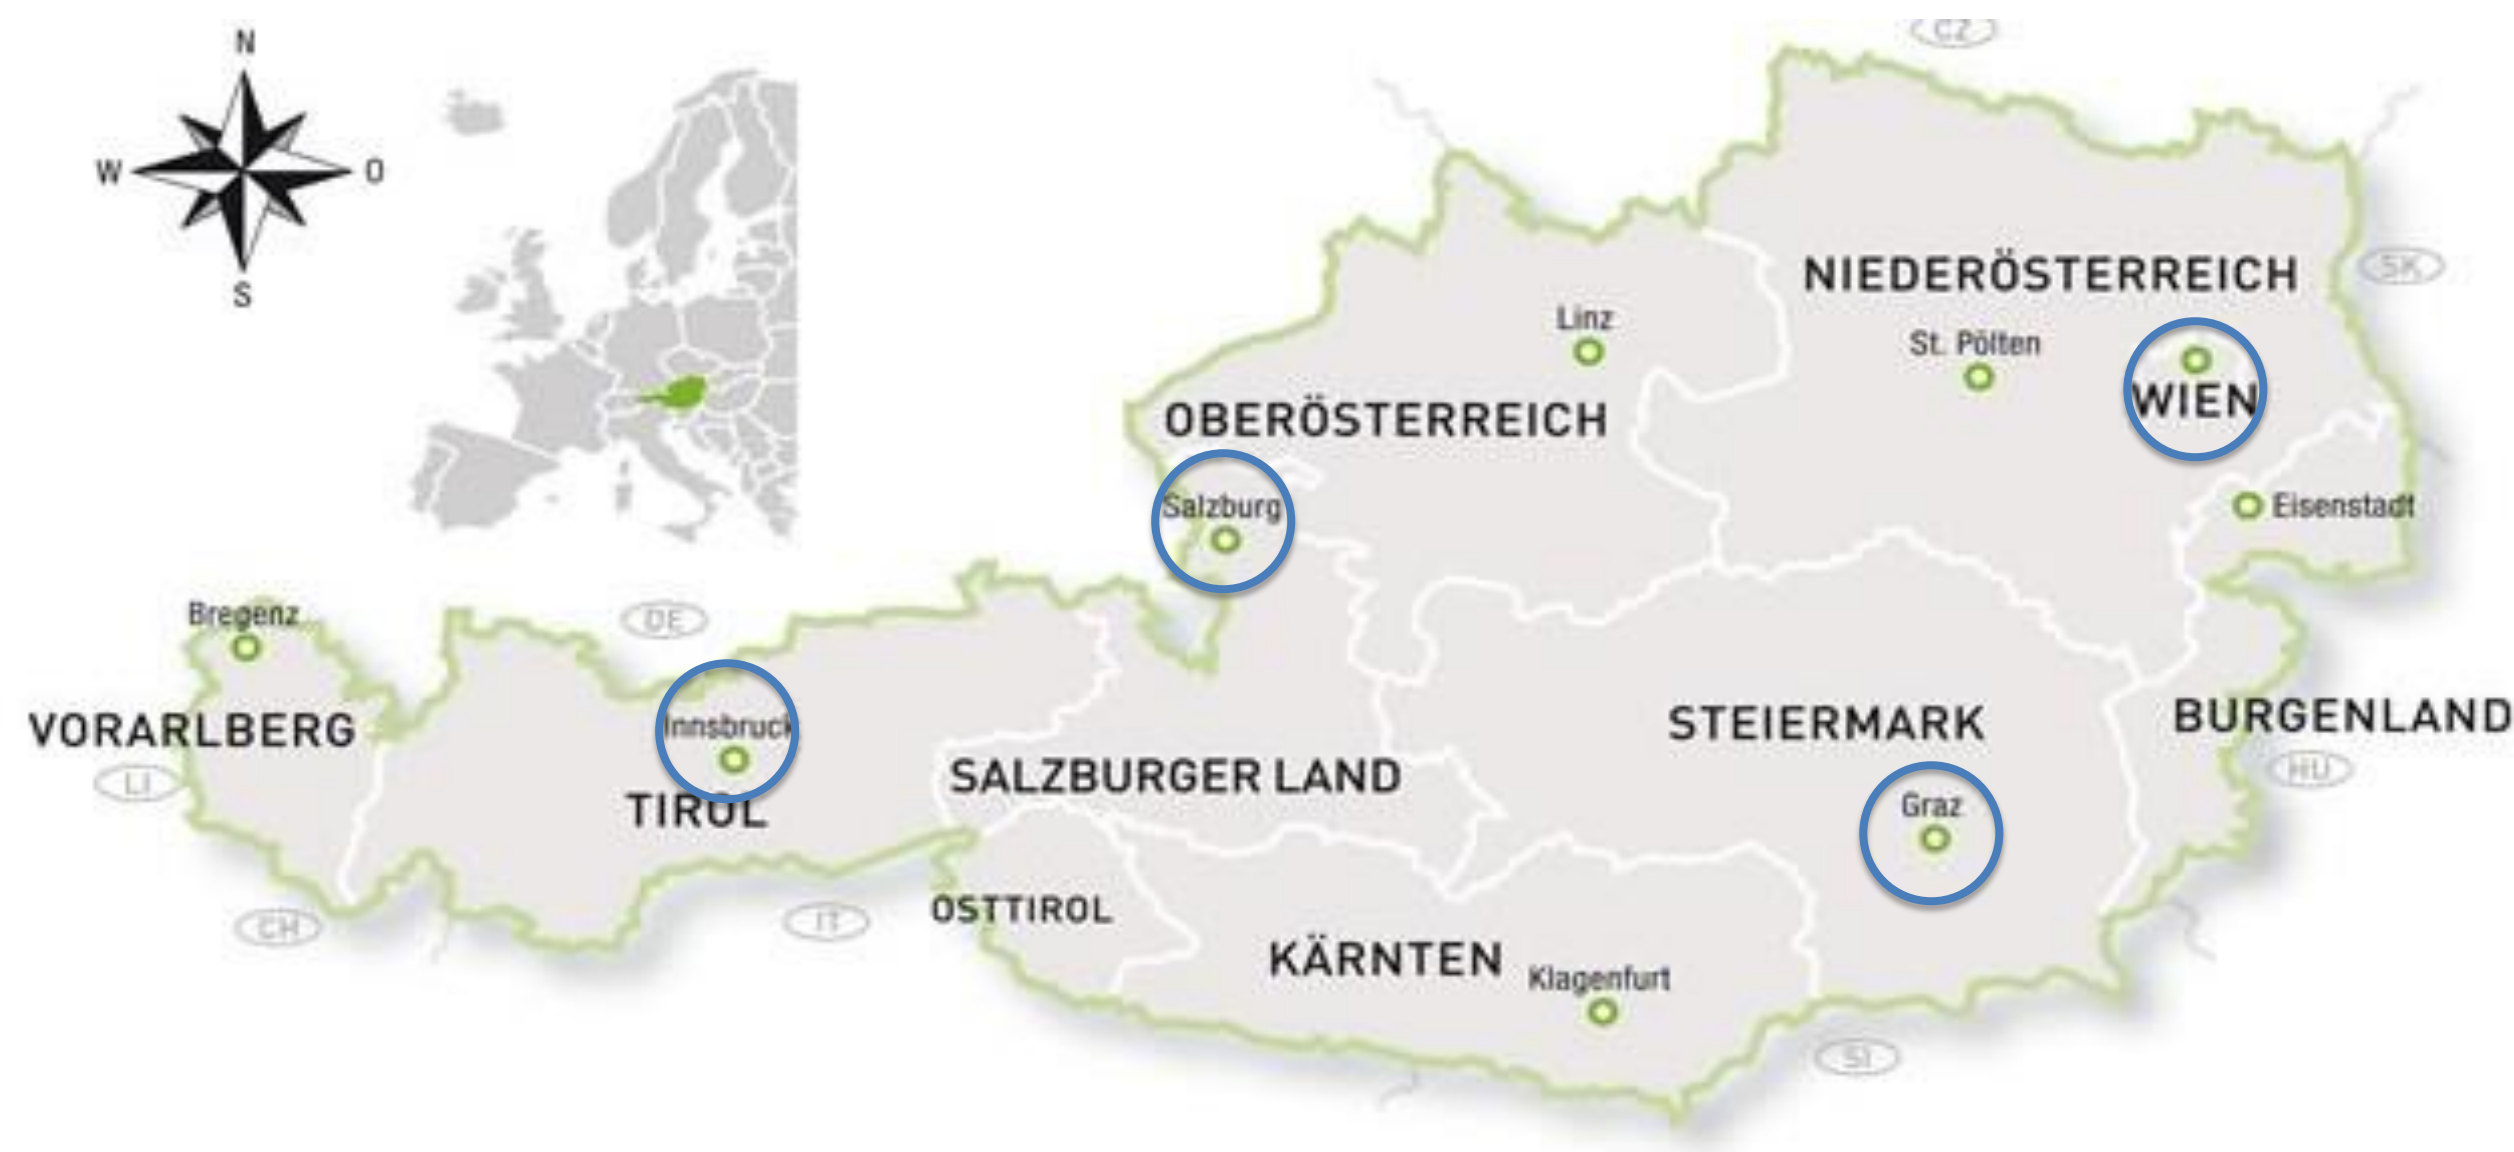 N
W
O
S
CZ
NIEDERÖSTERREICH
SK
Linz
St. Pölten
WIEN
OBERÖSTERREICH
Salzburg
Eisenstadt
Bregenz
DE
VORARLBERG
Innsbruck
STEIERMARK
BURGENLAND
LI
TIROL
SALZBURGER LAND
HU
Graz
CH
IT
OSTTIROL
KÄRNTEN
Klagenfurt
SI